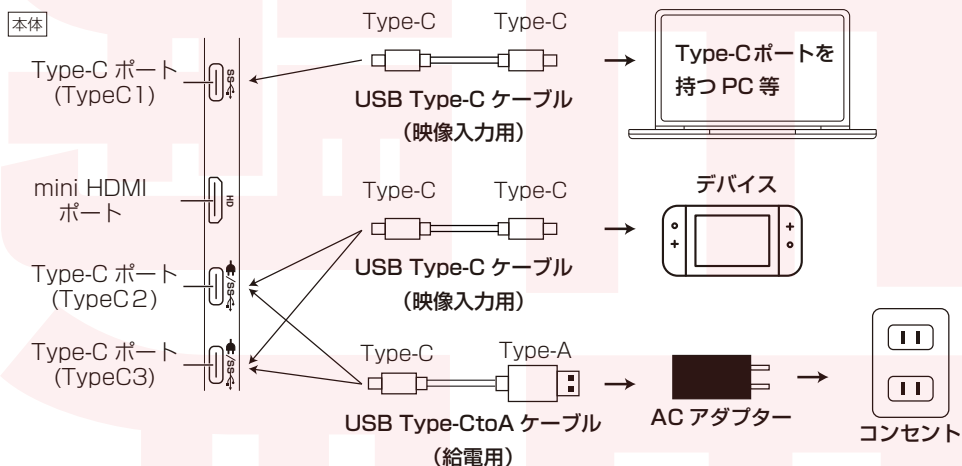 本体
Type-C ポート
(TypeC1)
SS
Type-C
Type-C
USB Type-C ケーブル
(映像入力用)
Type-Cポートを
持つ PC 等
mini HDMI
ポート
HD
Type-C
Type-C
USB Type-C ケーブル
(映像入力用)
デバイス
Type-C ポート
(TypeC2)
/SS
Type-C ポート
(TypeC3)
/SS
Type-C
Type-A
USB Type-CtoA ケーブル
(給電用)
AC アダプター
コンセント